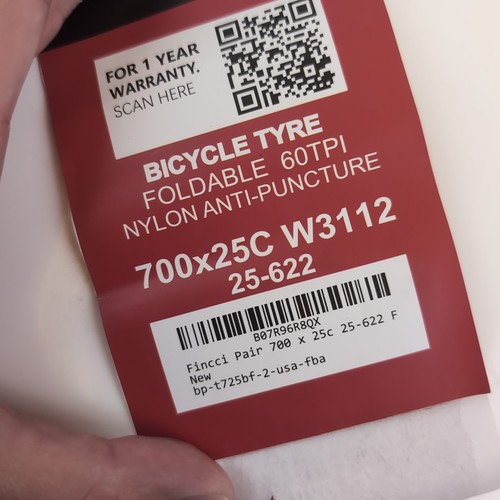 FOR 1 YEAR
WARRANTY.
SCAN HERE
BICYCLE TYRE
FOLDABLE 60TPI
NYLON ANTI-PUNCTURE
700x25C W3112
25-622
B07R96R8QX
Fincci Pair 700 x 25c 25-622 F
New
bp-t725bf-2-usa-fba